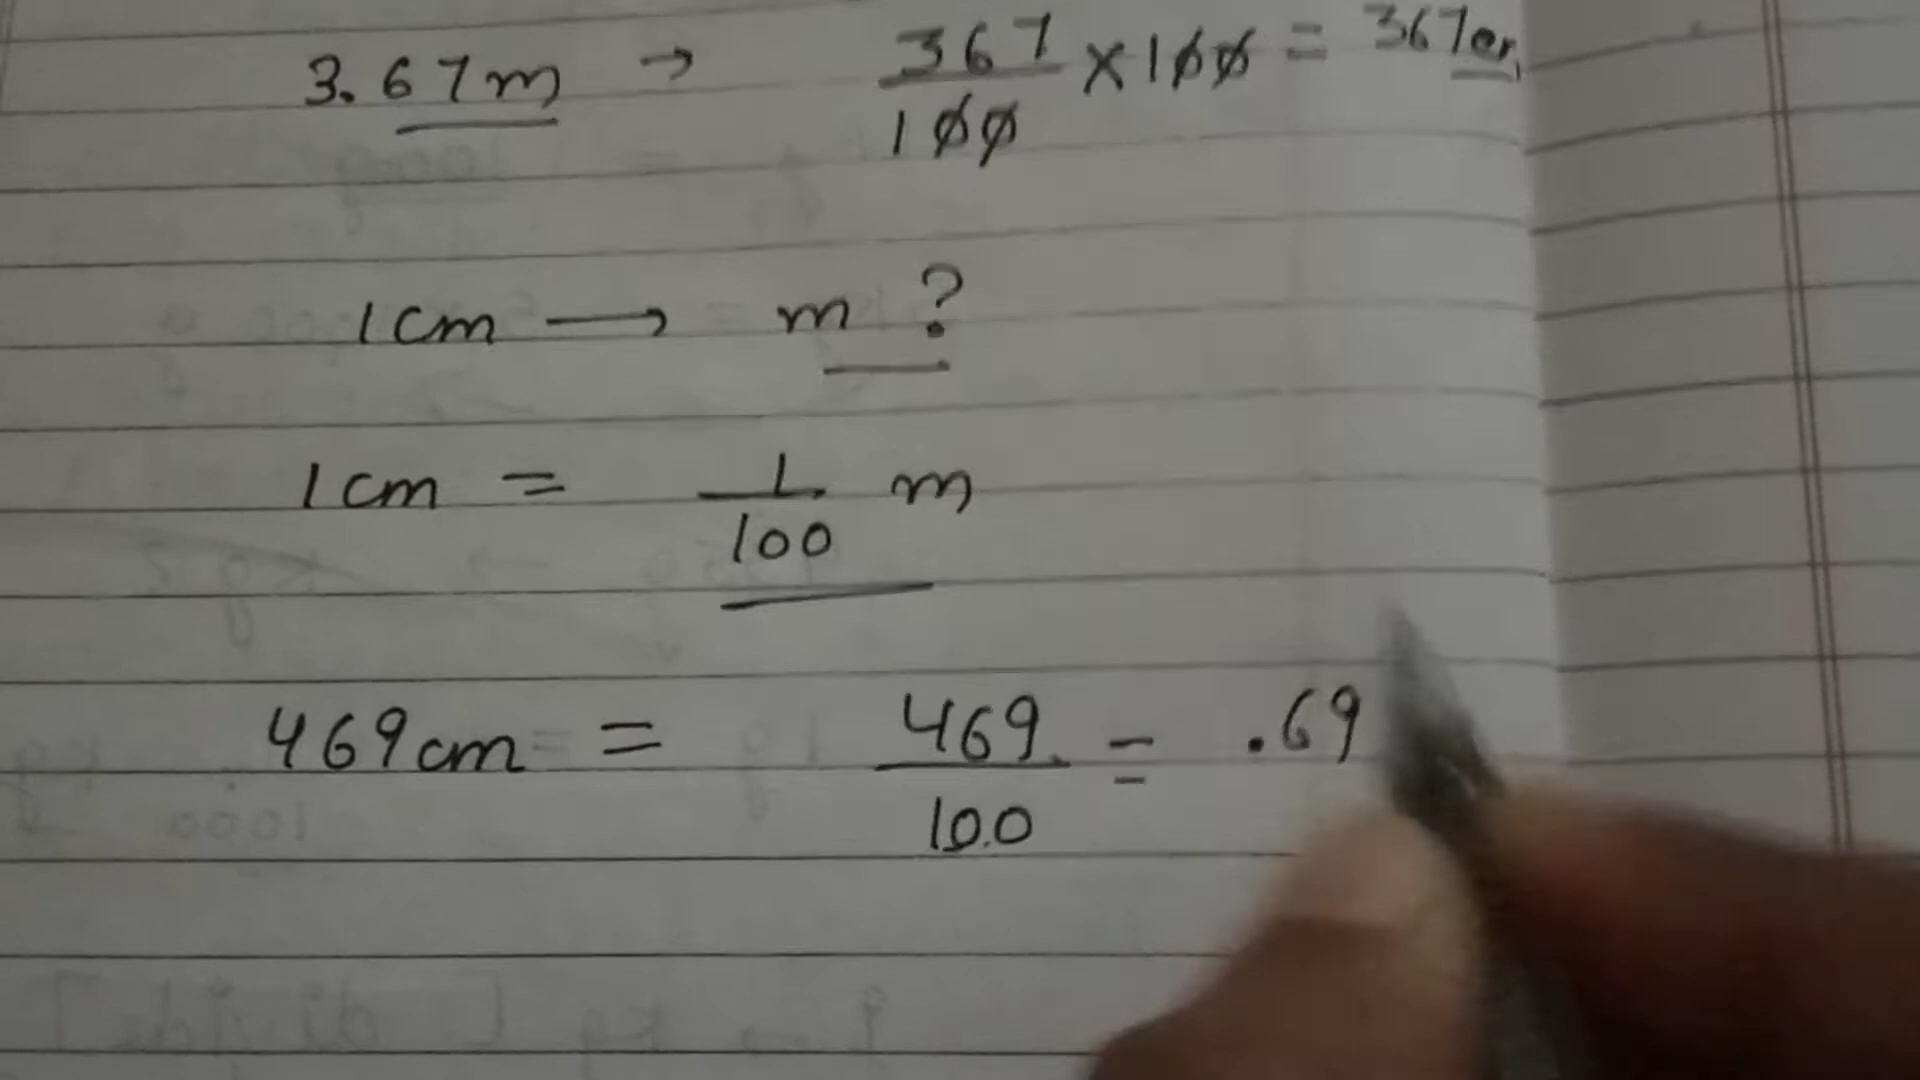 3.67m → 367/100 × 100 = 367cm
1cm → m ?
1cm = 1/100 m
469cm = 469/100 = .69